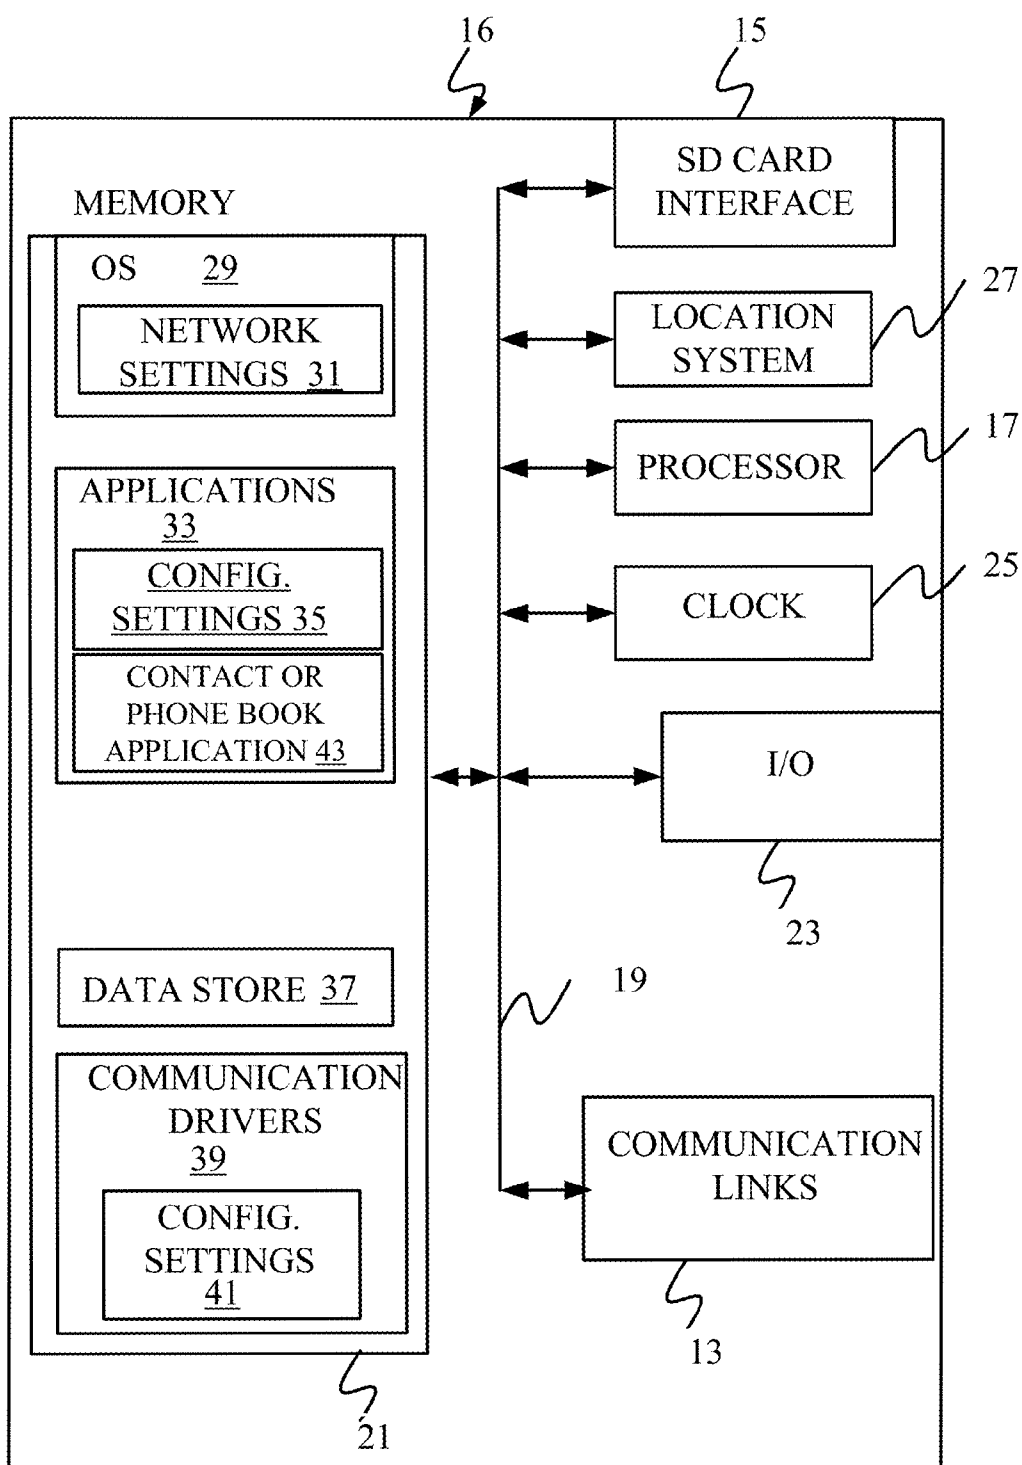 16
15
SD CARD
INTERFACE
MEMORY
OS 29
NETWORK
SETTINGS 31
27
LOCATION
SYSTEM
17
PROCESSOR
APPLICATIONS
33
CONFIG.
SETTINGS 35
25
CLOCK
CONTACT OR
PHONE BOOK
APPLICATION 43
I/O
23
19
DATA STORE 37
COMMUNICATION
DRIVERS
39
CONFIG.
SETTINGS
41
COMMUNICATION
LINKS
13
21